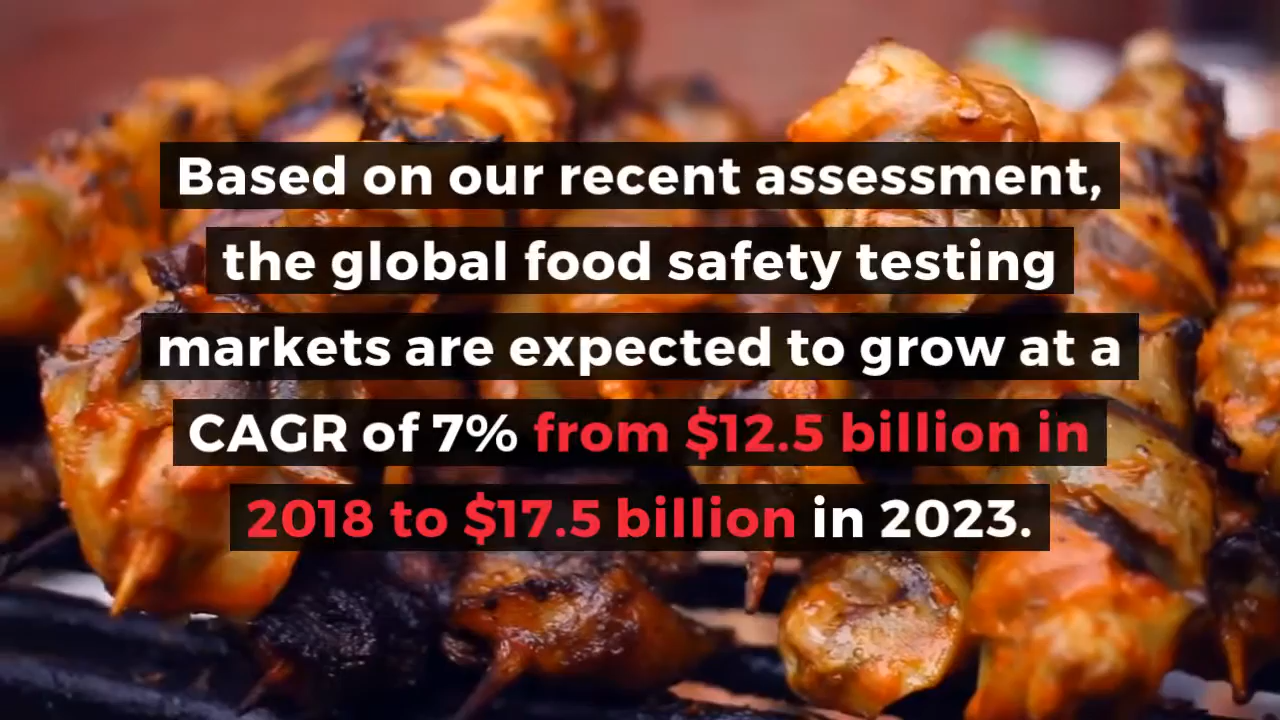 Based on our recent assessment,
the global food safety testing
markets are expected to grow at a
CAGR of 7% from $12.5 billion in
2018 to $17.5 billion in 2023.